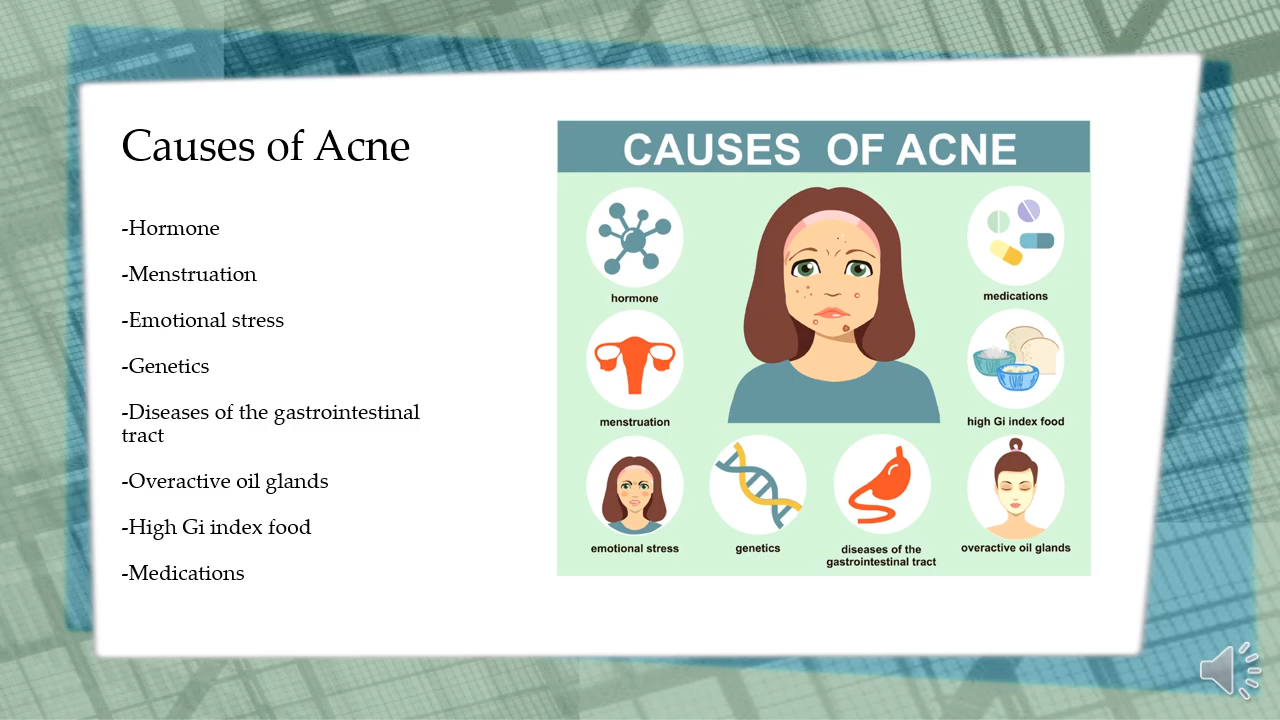 Causes of Acne
-Hormone
-Menstruation
-Emotional stress
-Genetics
-Diseases of the gastrointestinal
tract
-Overactive oil glands
-High Gi index food
-Medications
CAUSES OF ACNE
hormone
medications
menstruation
high Gi index food
emotional stress
genetics
diseases of the
gastrointestinal tract
overactive oil glands